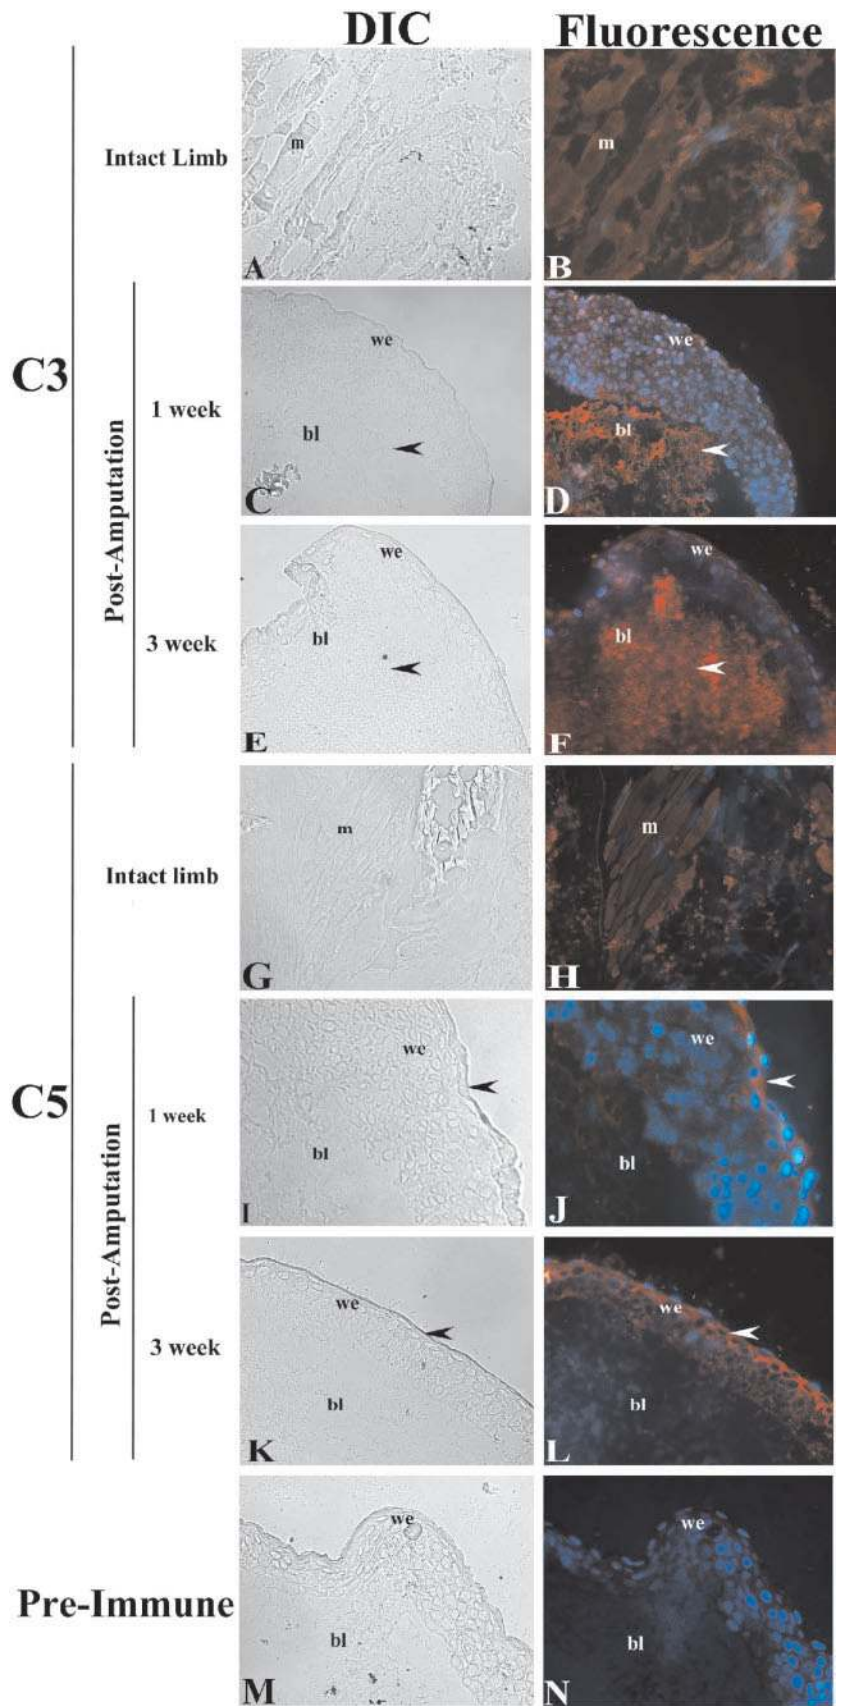 DIC Fluorescence
Intact Limb
m
m
A
B
C3
Post-Amputation
1 week
we
bl
C
we
bl
D
3 week
we
bl
E
we
bl
F
Intact limb
m
G
m
H
C5
Post-Amputation
1 week
we
bl
I
we
bl
J
3 week
we
bl
K
we
bl
L
Pre-Immune
we
bl
M
we
bl
N